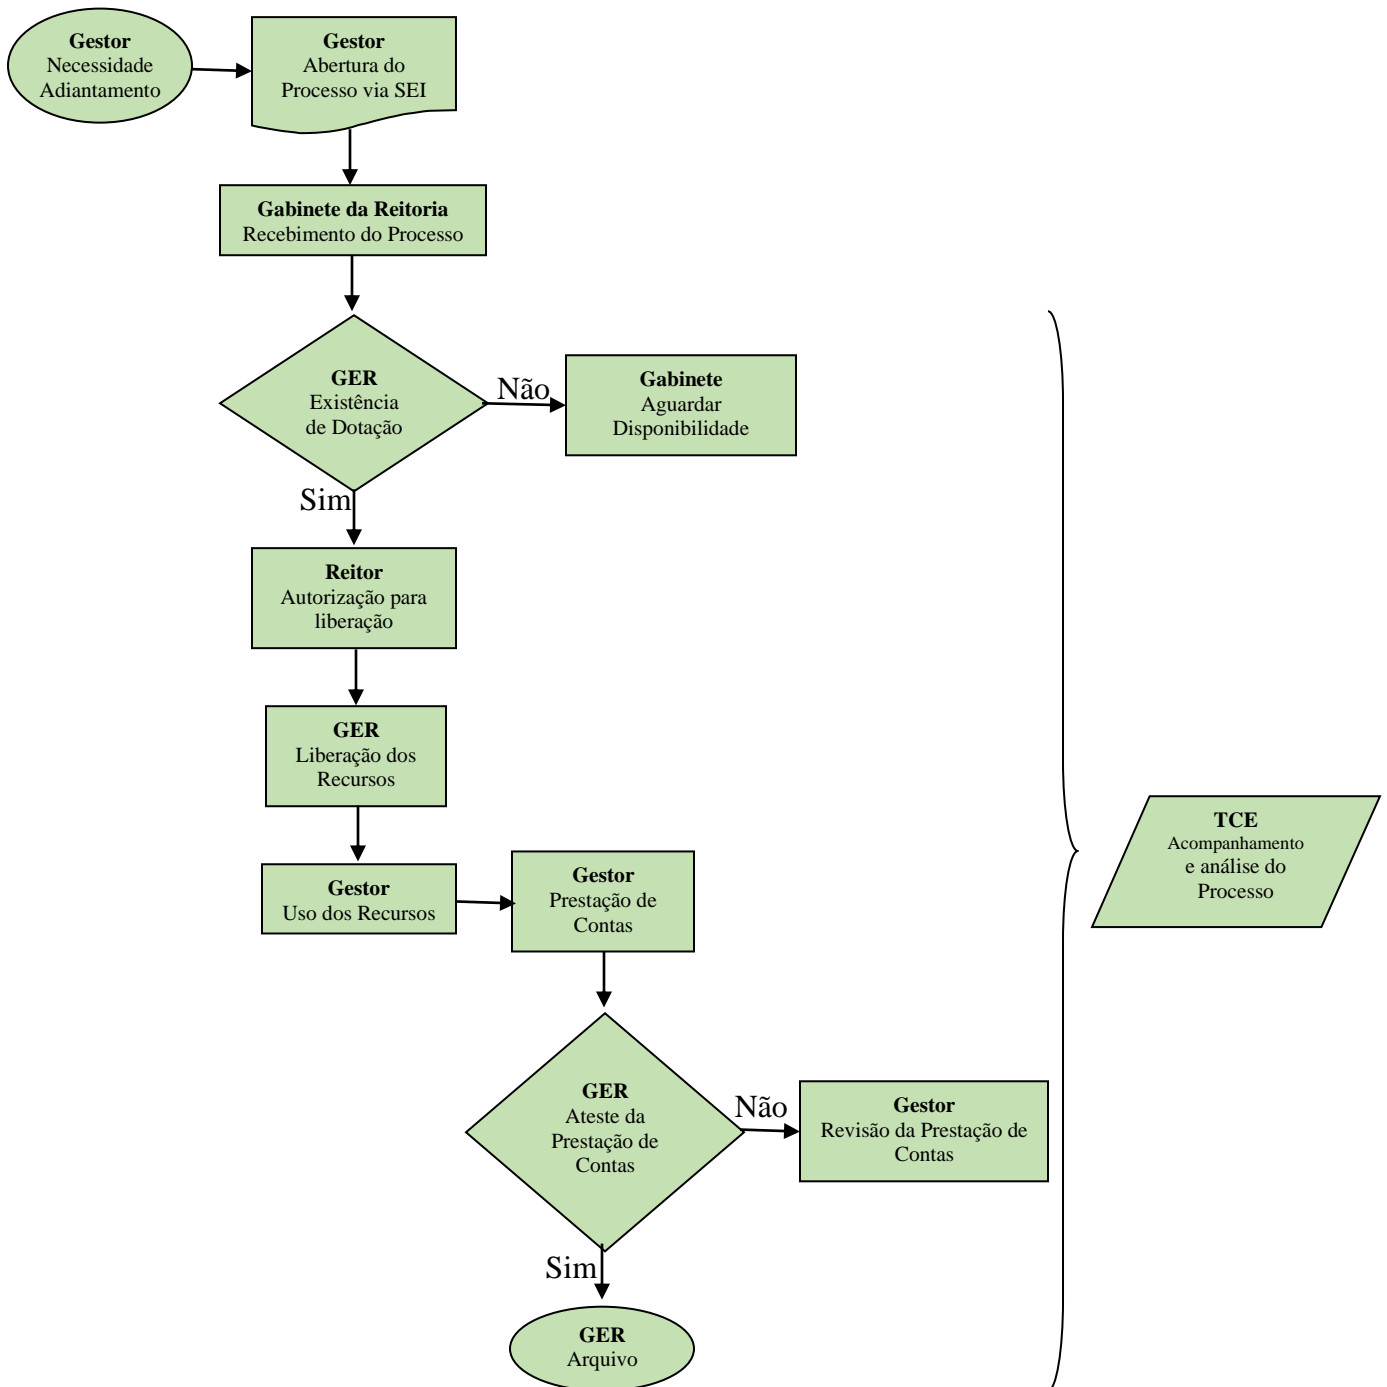 Gestor
Necessidade
Adiantamento
Gestor
Abertura do
Processo via SEI
Gabinete da Reitoria
Recebimento do Processo
GER
Existência
de Dotação
Não
Gabinete
Aguardar
Disponibilidade
Sim
Reitor
Autorização para
liberação
GER
Liberação dos
Recursos
Gestor
Uso dos Recursos
Gestor
Prestação de
Contas
TCE
Acompanhamento
e análise do
Processo
GER
Ateste da
Prestação de
Contas
Não
Gestor
Revisão da Prestação de
Contas
Sim
GER
Arquivo